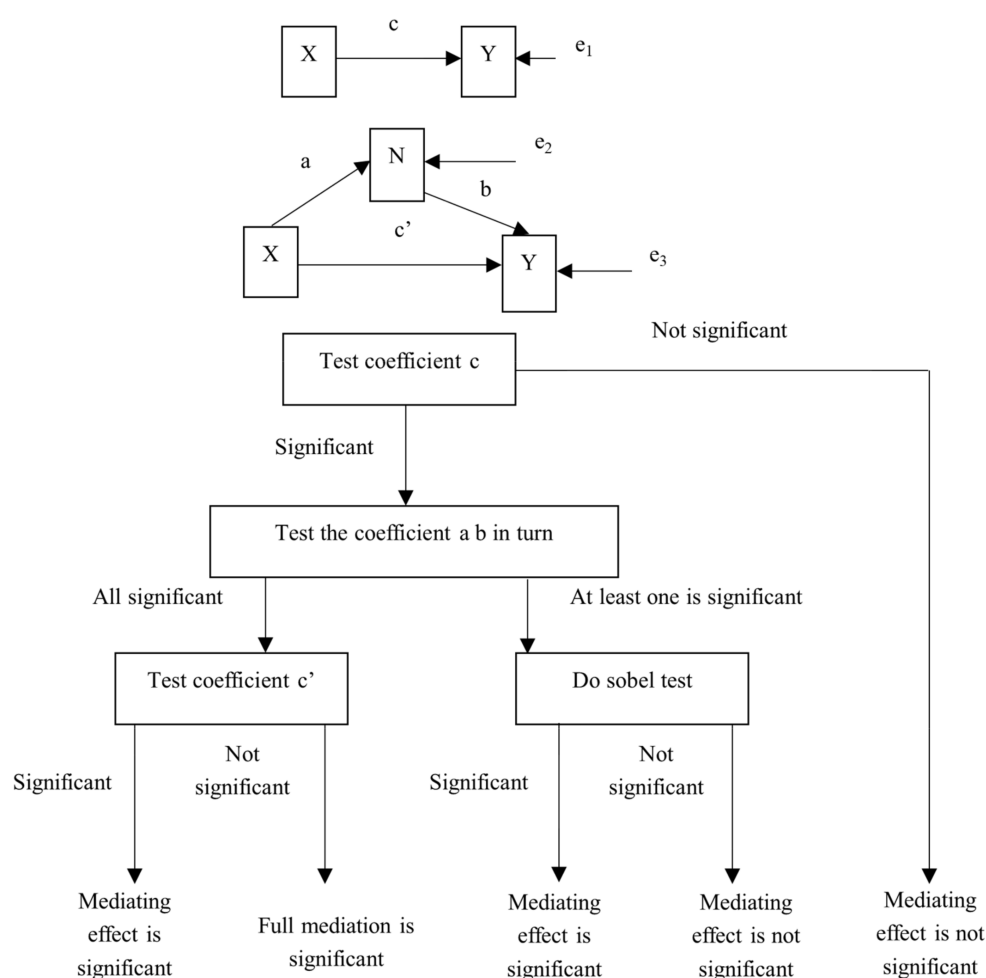 c
X
Y
e1
a
N
e2
b
X
c’
Y
e3
Not significant
Test coefficient c
Significant
Test the coefficient a b in turn
All significant
At least one is significant
Test coefficient c’
Do sobel test
Significant
Not
significant
Significant
Not
significant
Mediating
effect is
significant
Full mediation is
significant
Mediating
effect is
significant
Mediating
effect is not
significant
Mediating
effect is not
significant